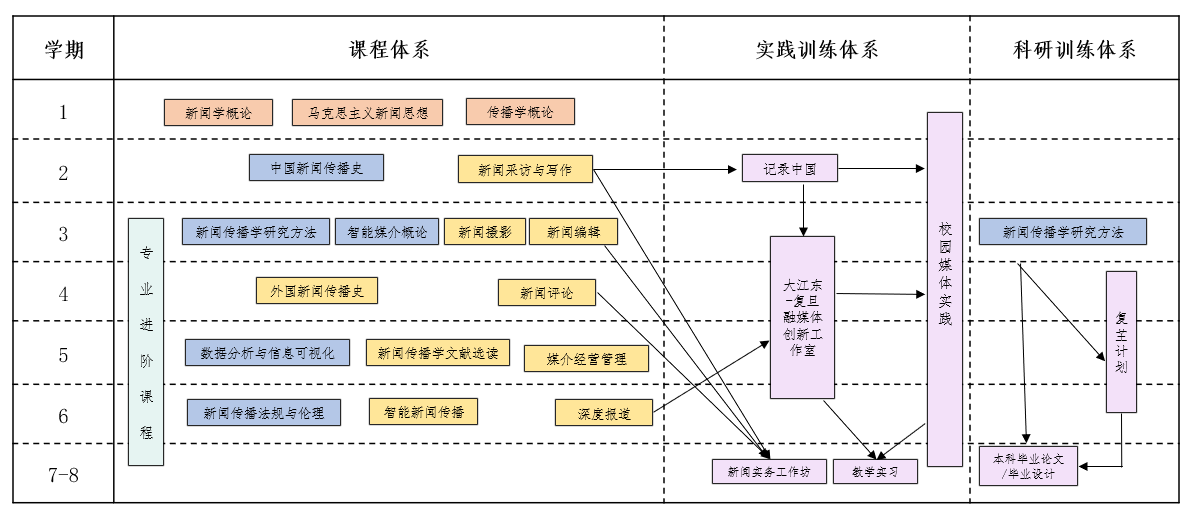 学期
课程体系
实践训练体系
科研训练体系
1
新闻学概论
马克思主义新闻思想
传播学概论
2
中国新闻传播史
新闻采访与写作
记录中国
3
新闻传播学研究方法
智能媒介概论
新闻摄影
新闻编辑
新闻传播学研究方法
专业进阶课程
校园媒体实践
4
外国新闻传播史
新闻评论
大江东
-复旦
融媒体
创新工
作室
复荃计划
5
数据分析与信息可视化
新闻传播学文献选读
媒介经营管理
6
新闻传播法规与伦理
智能新闻传播
深度报道
7-8
新闻实务工作坊
教学实习
本科毕业论文
/毕业设计